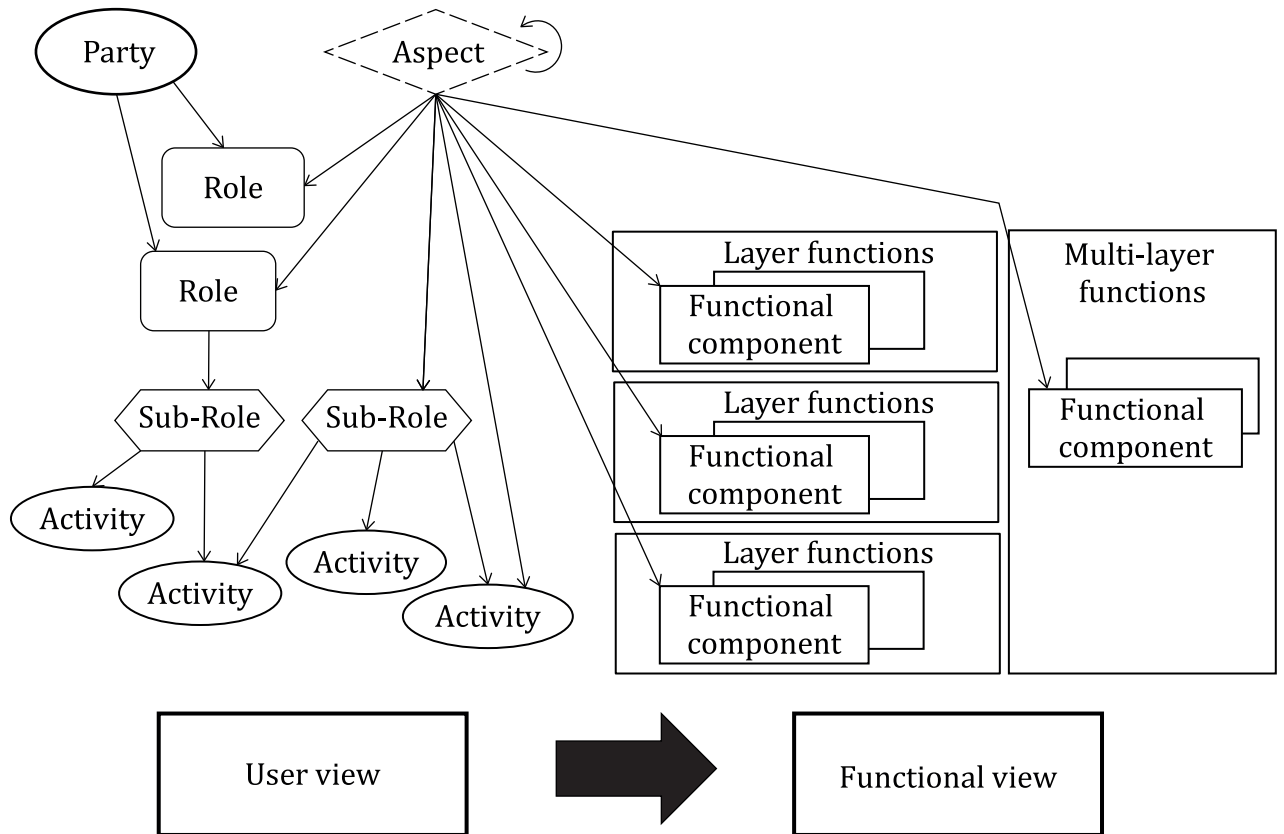 Party
Aspect
Role
Role
Layer functions
Functional
component
Multi-layer
functions
Sub-Role
Sub-Role
Layer functions
Functional
component
Functional
component
Activity
Activity
Activity
Activity
Layer functions
Functional
component
User view
Functional view